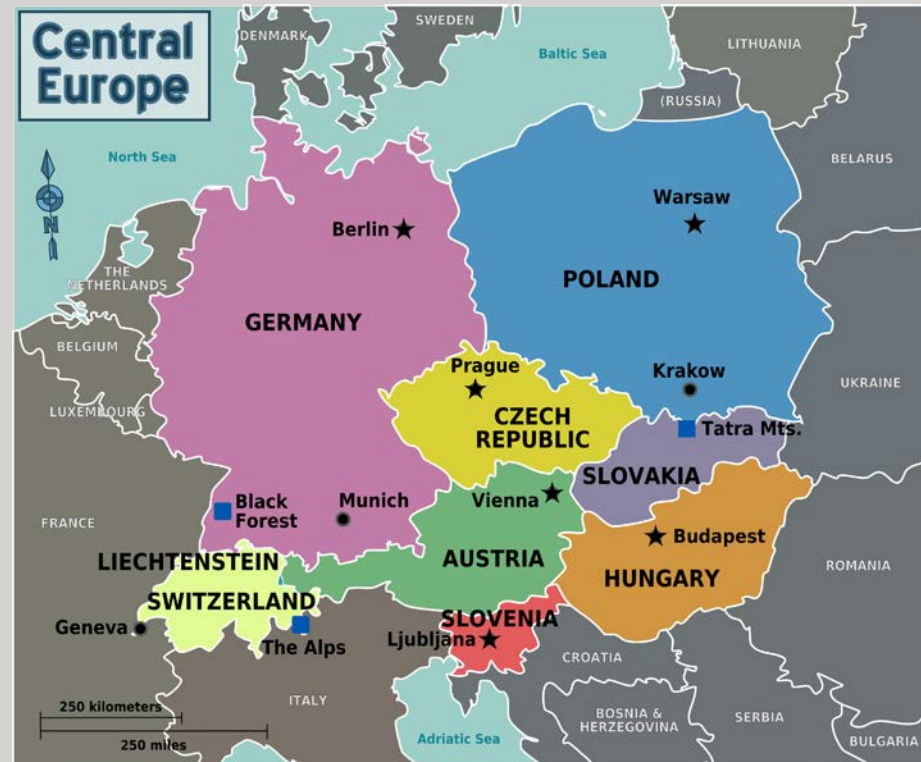 Central
Europe
DENMARK
SWEDEN
Baltic Sea
LITHUANIA
(RUSSIA)
North Sea
BELARUS
N
Warsaw
Berlin
THE
NETHERLANDS
POLAND
GERMANY
BELGIUM
Prague
Krakow
UKRAINE
LUXEMBOURG
CZECH
REPUBLIC
Tatra Mts.
SLOVAKIA
Black
Forest
Munich
Vienna
FRANCE
Budapest
LIECHTENSTEIN
AUSTRIA
ROMANIA
HUNGARY
SWITZERLAND
SLOVENIA
Geneva
The Alps
Ljubljana
CROATIA
ITALY
250 kilometers
BOSNIA &
HERZEGOVINA
SERBIA
250 miles
Adriatic Sea
BULGARIA